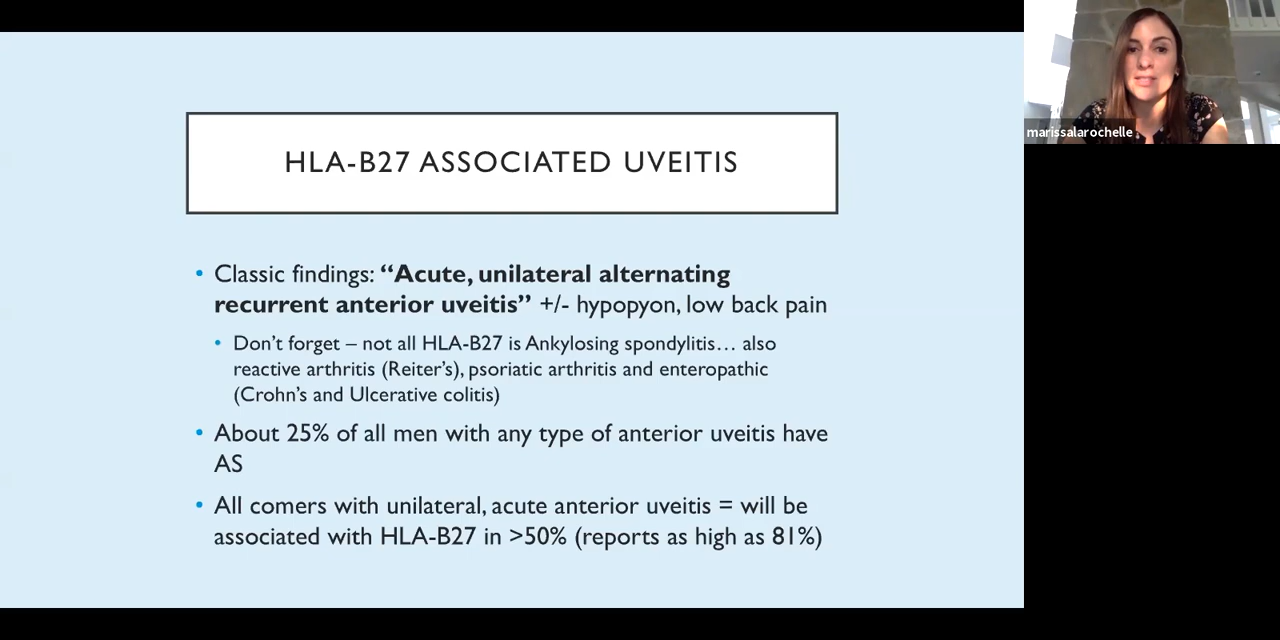 HLA-B27 ASSOCIATED UVEITIS
• Classic findings: “Acute, unilateral alternating
recurrent anterior uveitis” +/- hypopyon, low back pain
• Don’t forget – not all HLA-B27 is Ankylosing spondylitis… also
reactive arthritis (Reiter’s), psoriatic arthritis and enteropathic
(Crohn’s and Ulcerative colitis)
• About 25% of all men with any type of anterior uveitis have
AS
• All comers with unilateral, acute anterior uveitis = will be
associated with HLA-B27 in >50% (reports as high as 81%)
marissalarochelle